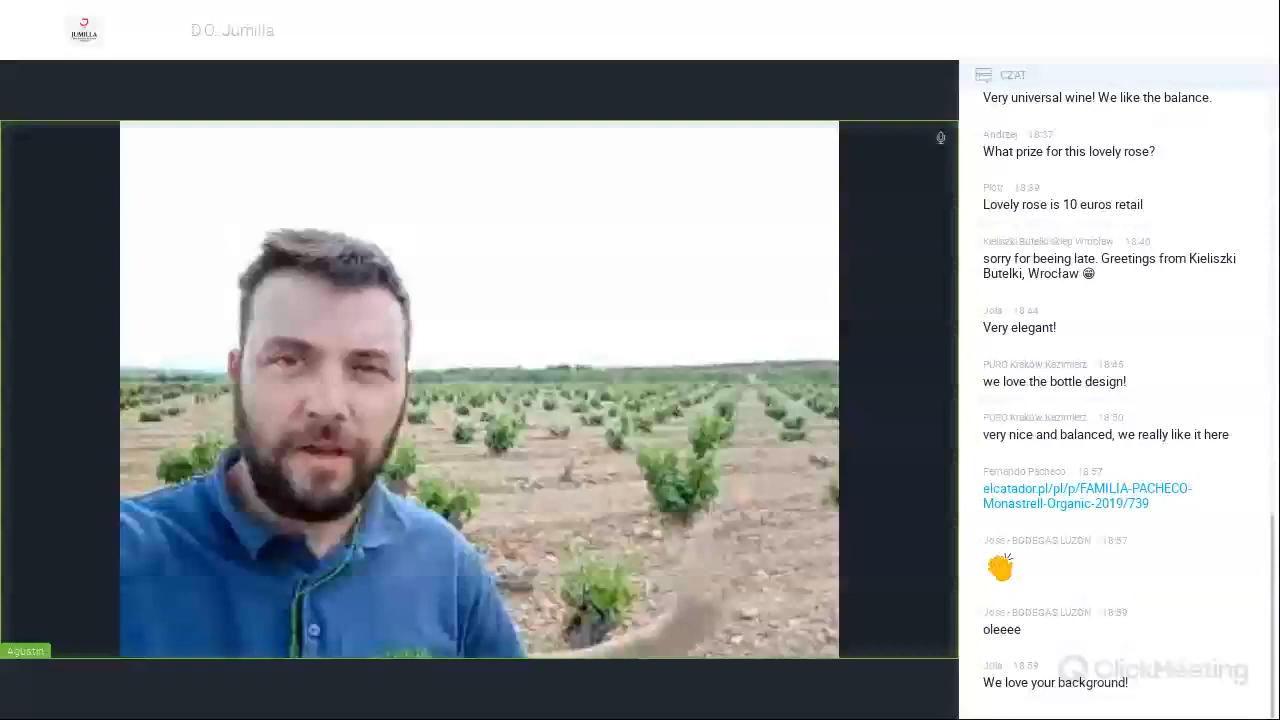 JUMILLA
D.O. Jumilla
Agustin
CZAT
Very universal wine! We like the balance.
Andrzej 18:37
What prize for this lovely rose?
Piotr 18:39
Lovely rose is 10 euros retail
Kieliszki Butelki Sklep Wrocław 18:40
sorry for beeing late. Greetings from Kieliszki
Butelki, Wrocław 😁
Jola 18:44
Very elegant!
PURO Kraków Kazimierz 18:45
we love the bottle design!
PURO Kraków Kazimierz 18:50
very nice and balanced, we really like it here
Fernando Pacheco 18:57
elcatador.pl/pl/p/FAMILIA-PACHECO-
Monastrell-Organic-2019/739
Jose - BODEGAS LUZON 18:57
👏
Jose - BODEGAS LUZON 18:59
oleeee
Jola 18:59
We love your background!
ClickMeeting